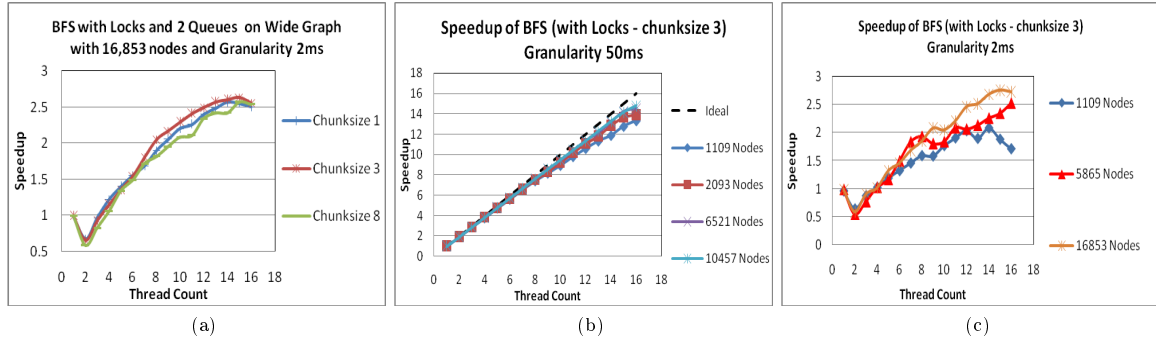 BFS with Locks and 2 Queues on Wide Graph
with 16,853 nodes and Granularity 2ms
Speedup
3
2.5
2
1.5
1
0.5
0 2 4 6 8 10 12 14 16 18
Thread Count
Chunksize 1
Chunksize 3
Chunksize 8
(a)
Speedup of BFS (with Locks - chunksize 3)
Granularity 50ms
Speedup
18
16
14
12
10
8
6
4
2
0
0 2 4 6 8 10 12 14 16 18
Thread Count
Ideal
1109 Nodes
2093 Nodes
6521 Nodes
10457 Nodes
(b)
Speedup of BFS (with Locks - chunksize 3)
Granularity 2ms
Speedup
3
2.5
2
1.5
1
0.5
0
0 2 4 6 8 10 12 14 16 18
Thread Count
1109 Nodes
5865 Nodes
16853 Nodes
(c)